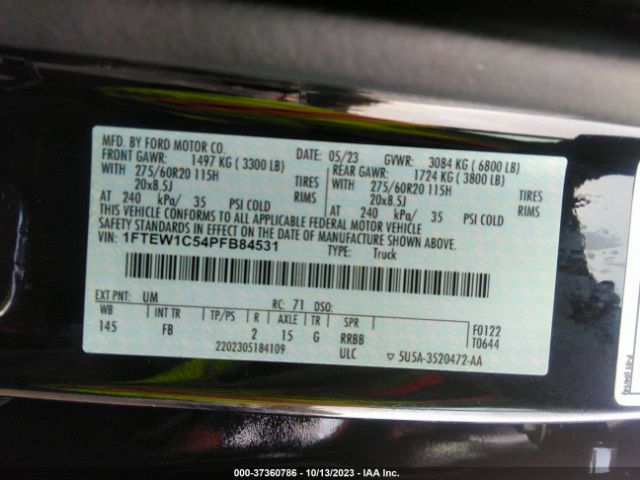 MFD. BY FORD MOTOR CO.
DATE: 05/23 GVWR: 3084 KG (6800 LB)
FRONT GAWR: 1497 KG (3300 LB) REAR GAWR: 1724 KG (3800 LB)
WITH 275/60R20 115H TIRES WITH 275/60R20 115H TIRES
20x8.5J RIMS 20x8.5J RIMS
AT 240 kPa/ 35 PSI COLD AT 240 kPa/ 35 PSI COLD
THIS VEHICLE CONFORMS TO ALL APPLICABLE FEDERAL MOTOR VEHICLE
SAFETY STANDARDS IN EFFECT ON THE DATE OF MANUFACTURE SHOWN ABOVE.
VIN: 1FTEW1C54PFB84531 TYPE: Truck
EXT PNT: UM RC: 71 DSO:
WB INT TR TP/PS R AXLE TR SPR
145 FB 2 15 G RRBB F0122
ULC T0644
2202305184109 5U5A-3520472-AA
000-37360786 - 10/13/2023 - IAA Inc.